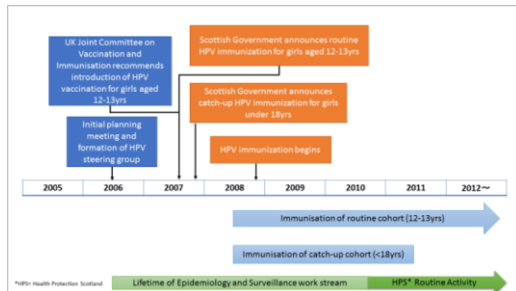 UK Joint Committee on
Vaccination and
Immunisation recommends
introduction of HPV
vaccination for girls aged
12-13yrs
Scottish Government announces routine
HPV immunization for girls aged 12-13yrs
Scottish Government announces
catch-up HPV immunization for girls
under 18yrs
Initial planning
meeting and
formation of HPV
steering group
HPV immunization begins
2005 2006 2007 2008 2009 2010 2011 2012～
Immunisation of routine cohort (12-13yrs)
Immunisation of catch-up cohort (<18yrs)
*HPS= Health Protection Scotland
Lifetime of Epidemiology and Surveillance work stream
HPS* Routine Activity